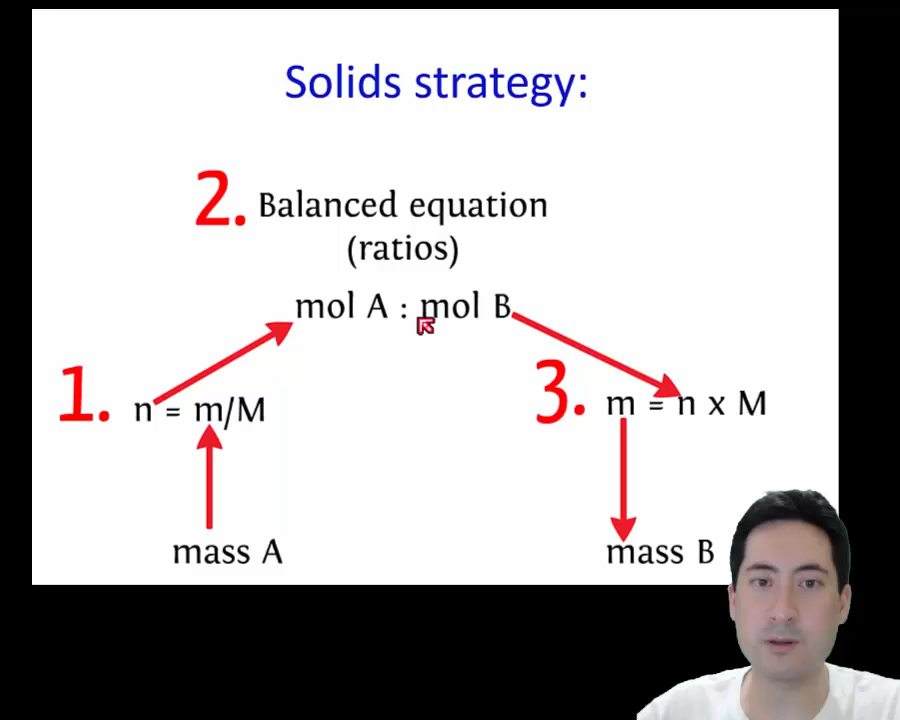 Solids strategy:
2. Balanced equation
(ratios)
mol A : mol B
1. n = m/M
3. m = n x M
mass A
mass B